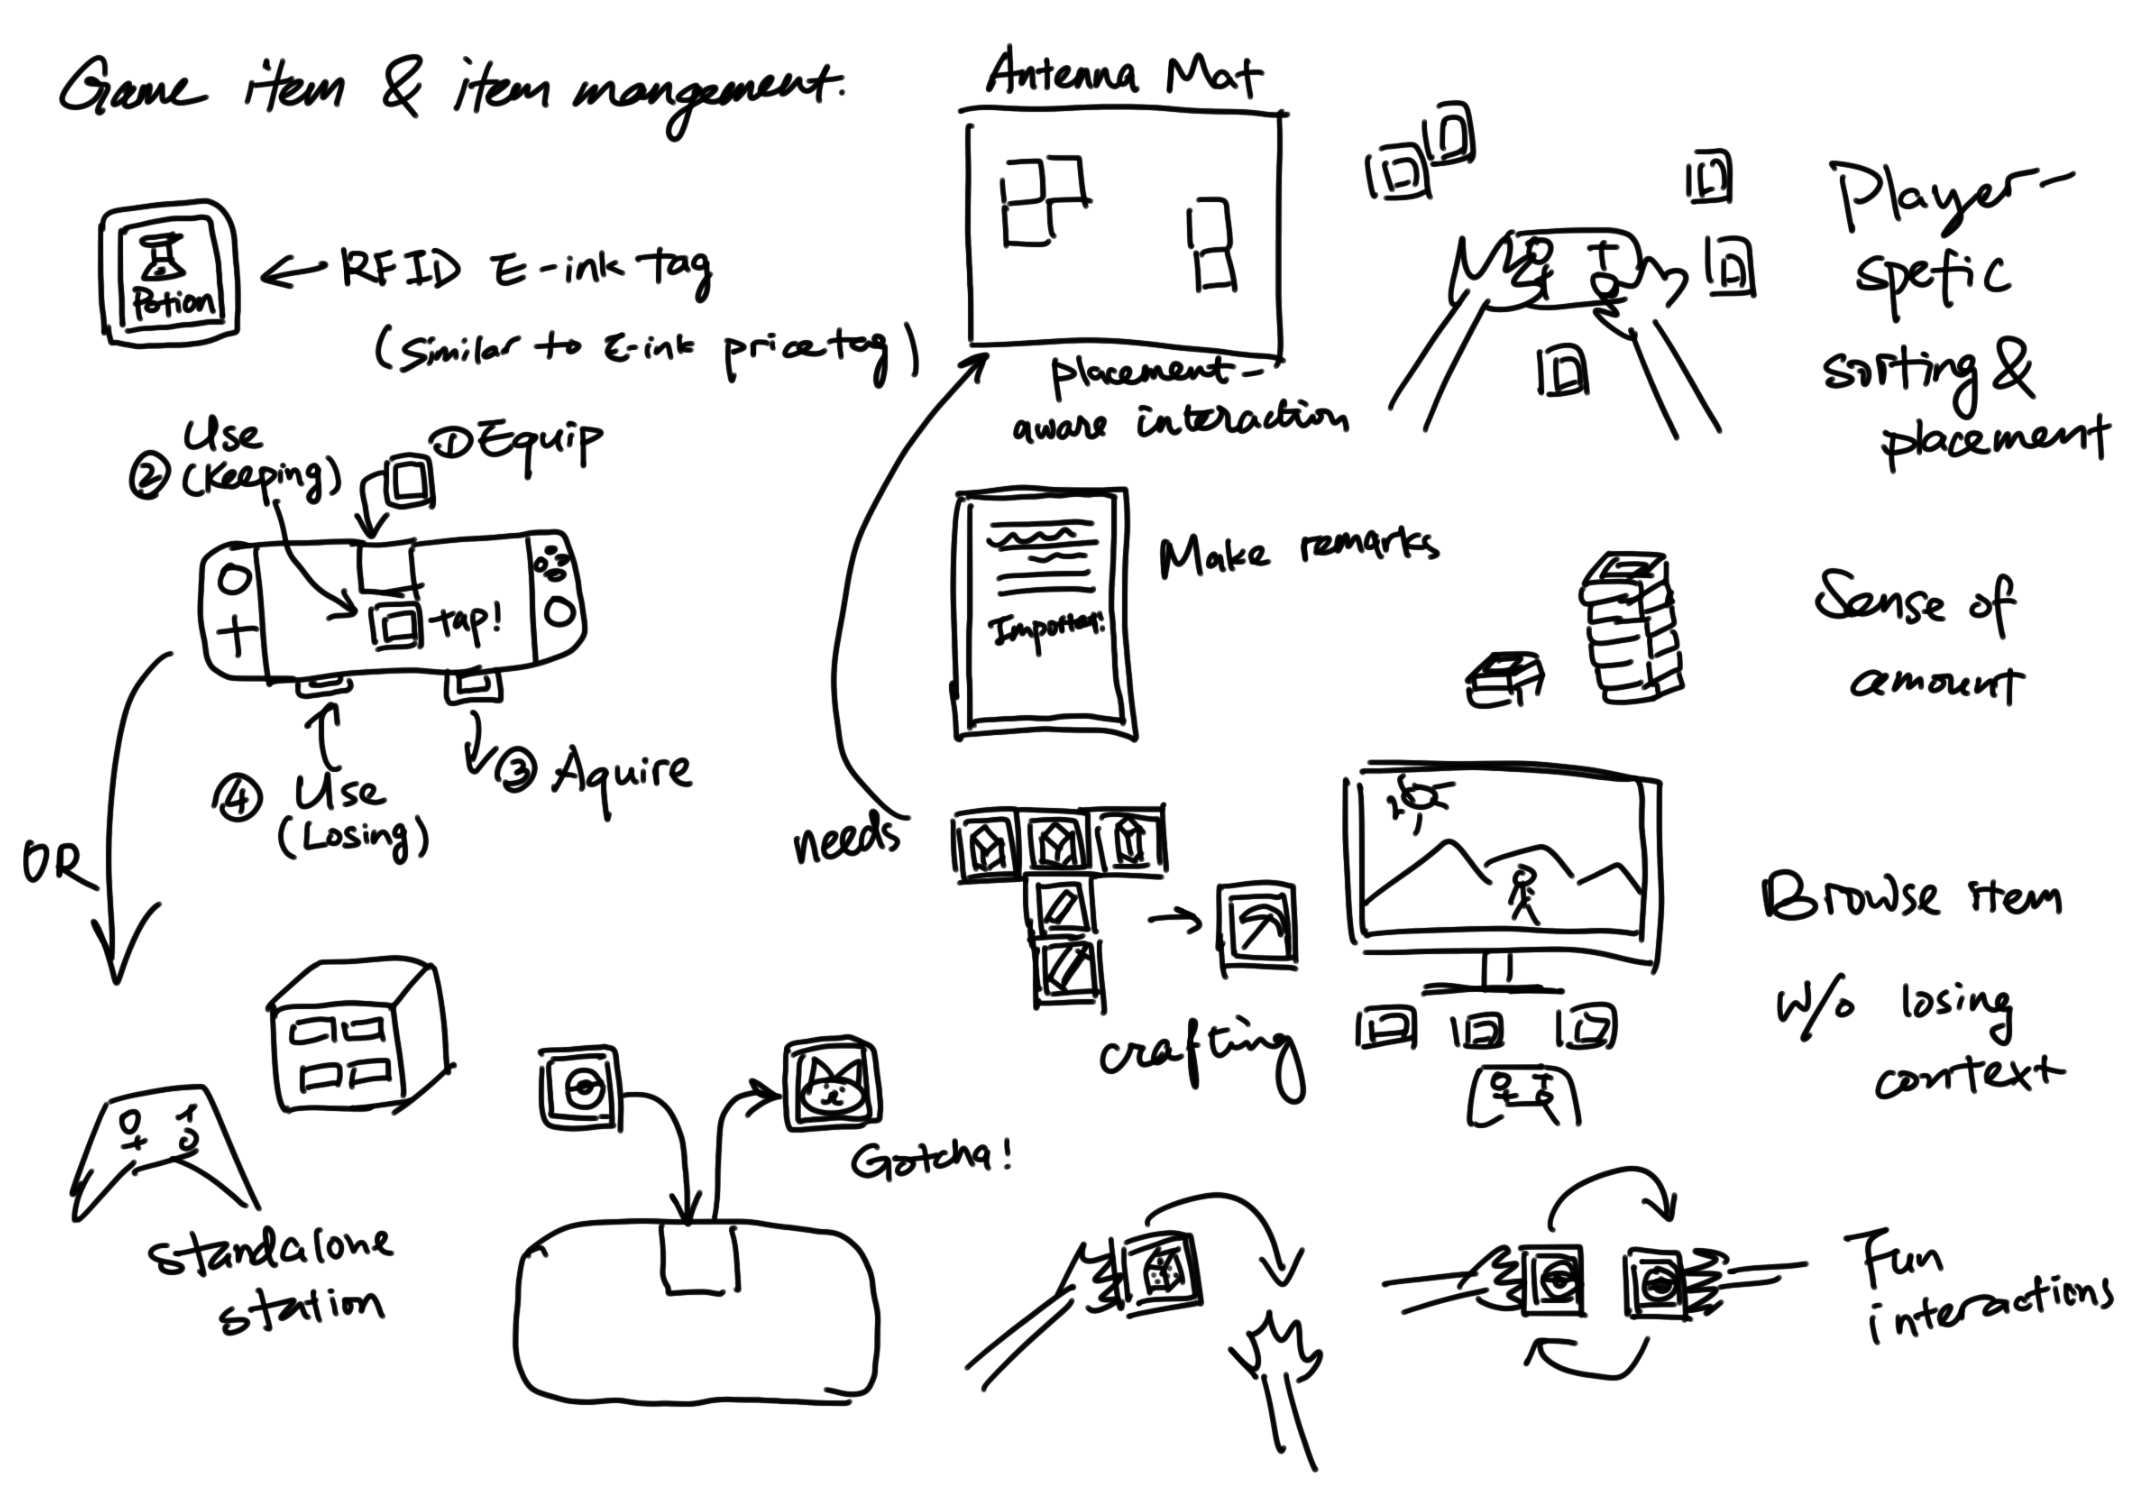 Game item & item mangement.
Potion
← RFID E-ink tag
(Similar to E-ink price tag)
① Equip
Use
② (Keeping)
tap!
③ Aquire
④ Use
(Losing)
OR
standalone
station
Gotcha!
Antenna Mat
placement-
aware interaction
Player-
spefic
sorting &
placement
Make remarks
Important!
Sense of
amount
needs
crafting
Browse item
w/o losing
context
Fun
interactions